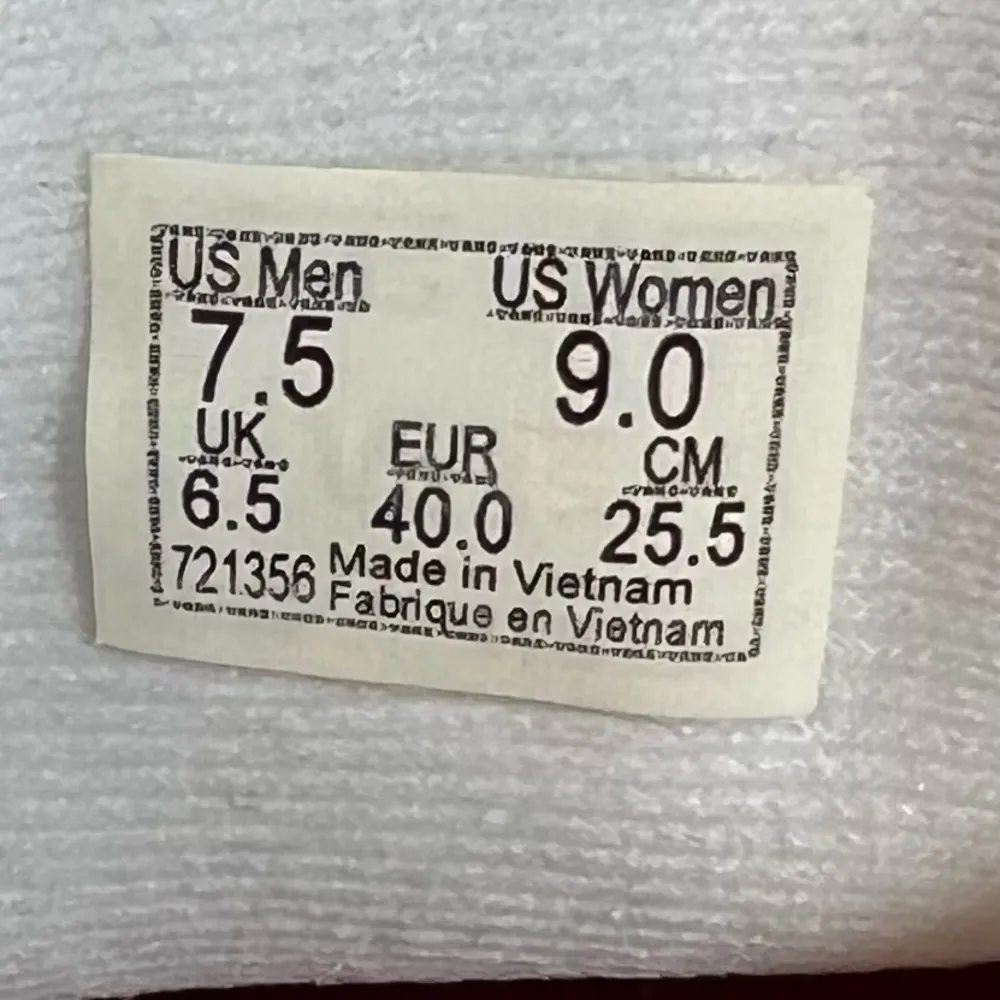 US Men US Women
7.5 9.0
UK EUR CM
6.5 40.0 25.5
721356 Made in Vietnam
Fabrique en Vietnam